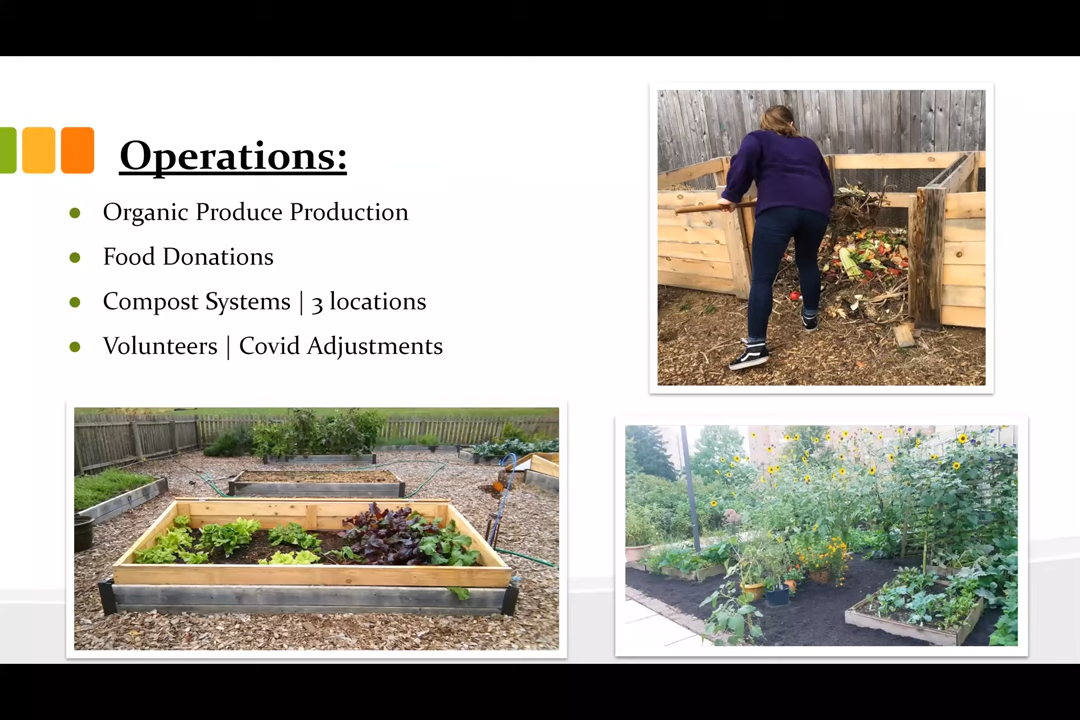 Operations:
Organic Produce Production
Food Donations
Compost Systems | 3 locations
Volunteers | Covid Adjustments